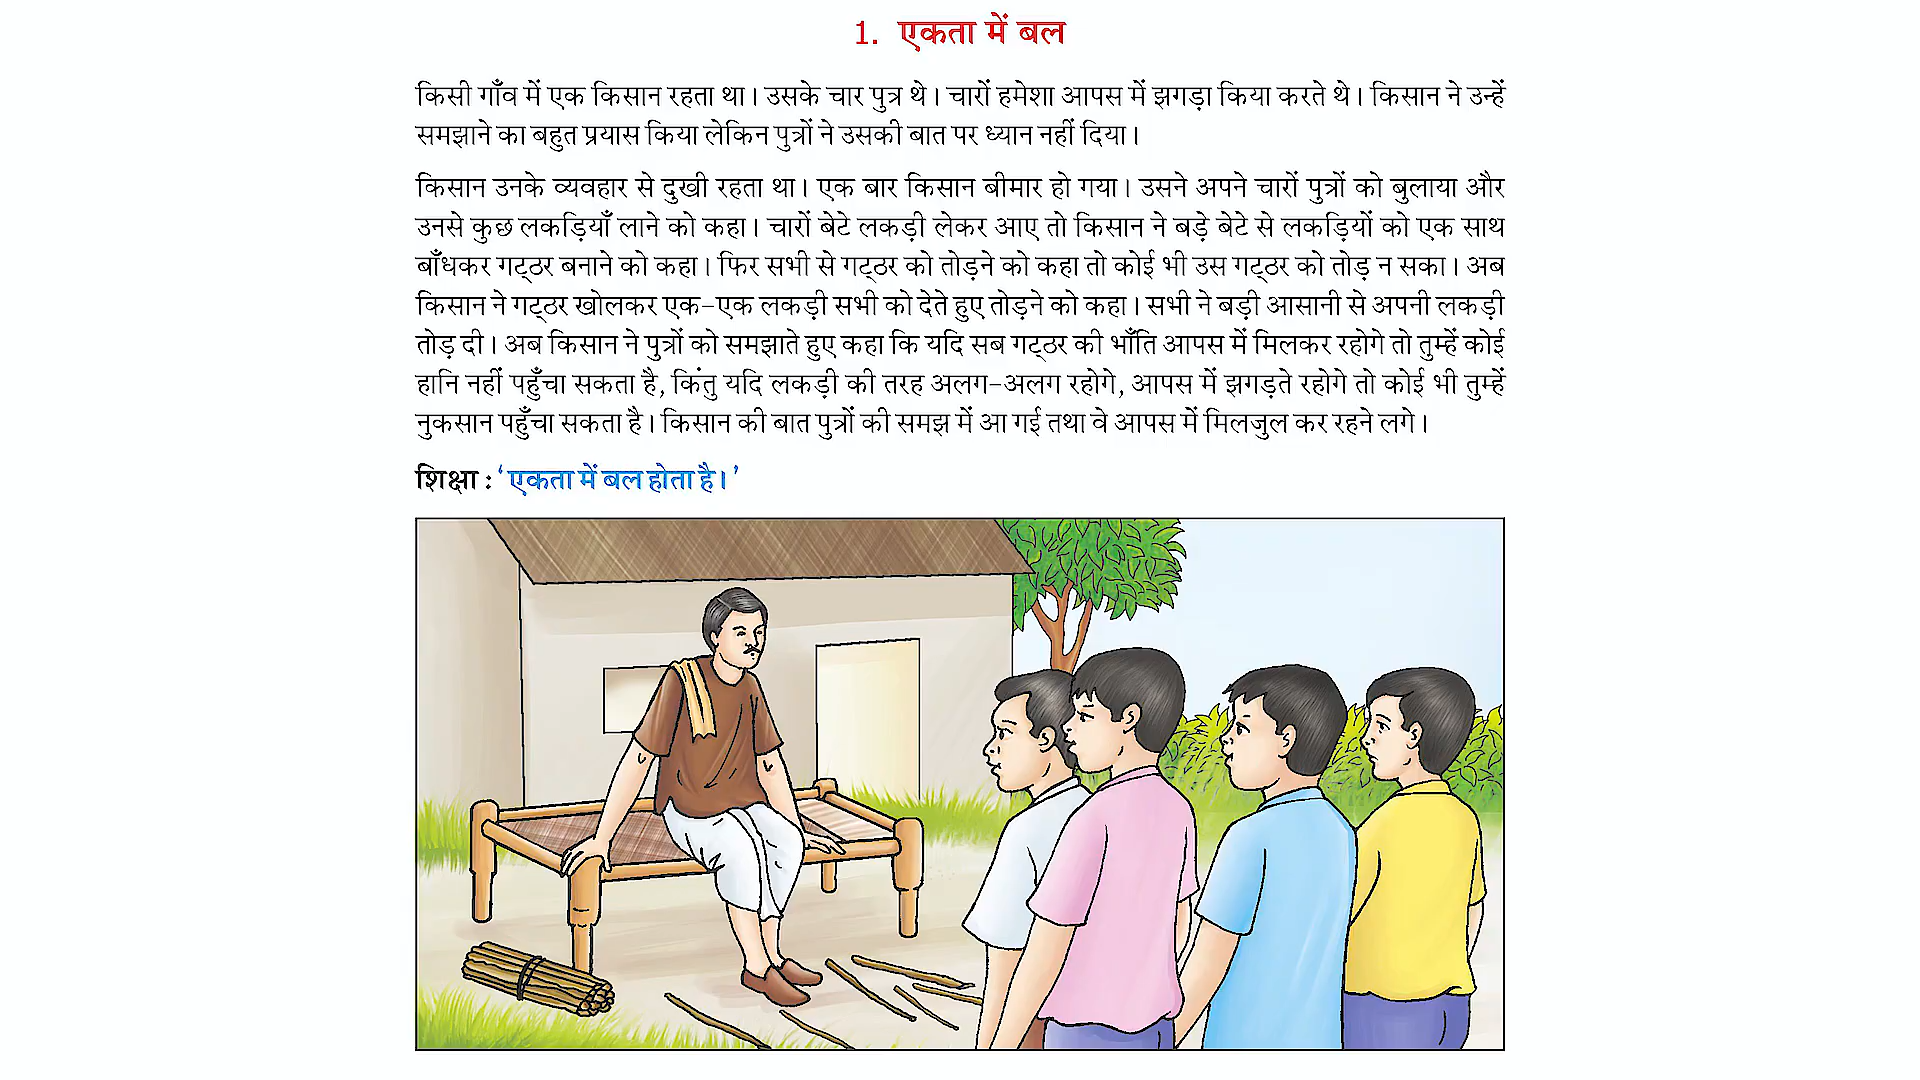 1. एकता में बल
किसी गाँव में एक किसान रहता था। उसके चार पुत्र थे। चारों हमेशा आपस में झगड़ा किया करते थे। किसान ने उन्हें
समझाने का बहुत प्रयास किया लेकिन पुत्रों ने उसकी बात पर ध्यान नहीं दिया।
किसान उनके व्यवहार से दुखी रहता था। एक बार किसान बीमार हो गया। उसने अपने चारों पुत्रों को बुलाया और
उनसे कुछ लकड़ियाँ लाने को कहा। चारों बेटे लकड़ी लेकर आए तो किसान ने बड़े बेटे से लकड़ियों को एक साथ
बाँधकर गट्ठर बनाने को कहा। फिर सभी से गट्ठर को तोड़ने को कहा तो कोई भी उस गट्ठर को तोड़ न सका। अब
किसान ने गट्ठर खोलकर एक-एक लकड़ी सभी को देते हुए तोड़ने को कहा। सभी ने बड़ी आसानी से अपनी लकड़ी
तोड़ दी। अब किसान ने पुत्रों को समझाते हुए कहा कि यदि सब गट्ठर की भाँति आपस में मिलकर रहोगे तो तुम्हें कोई
हानि नहीं पहुँचा सकता है, किंतु यदि लकड़ी की तरह अलग-अलग रहोगे, आपस में झगड़ते रहोगे तो कोई भी तुम्हें
नुकसान पहुँचा सकता है। किसान की बात पुत्रों की समझ में आ गई तथा वे आपस में मिलजुल कर रहने लगे।
शिक्षा : ‘एकता में बल होता है।’